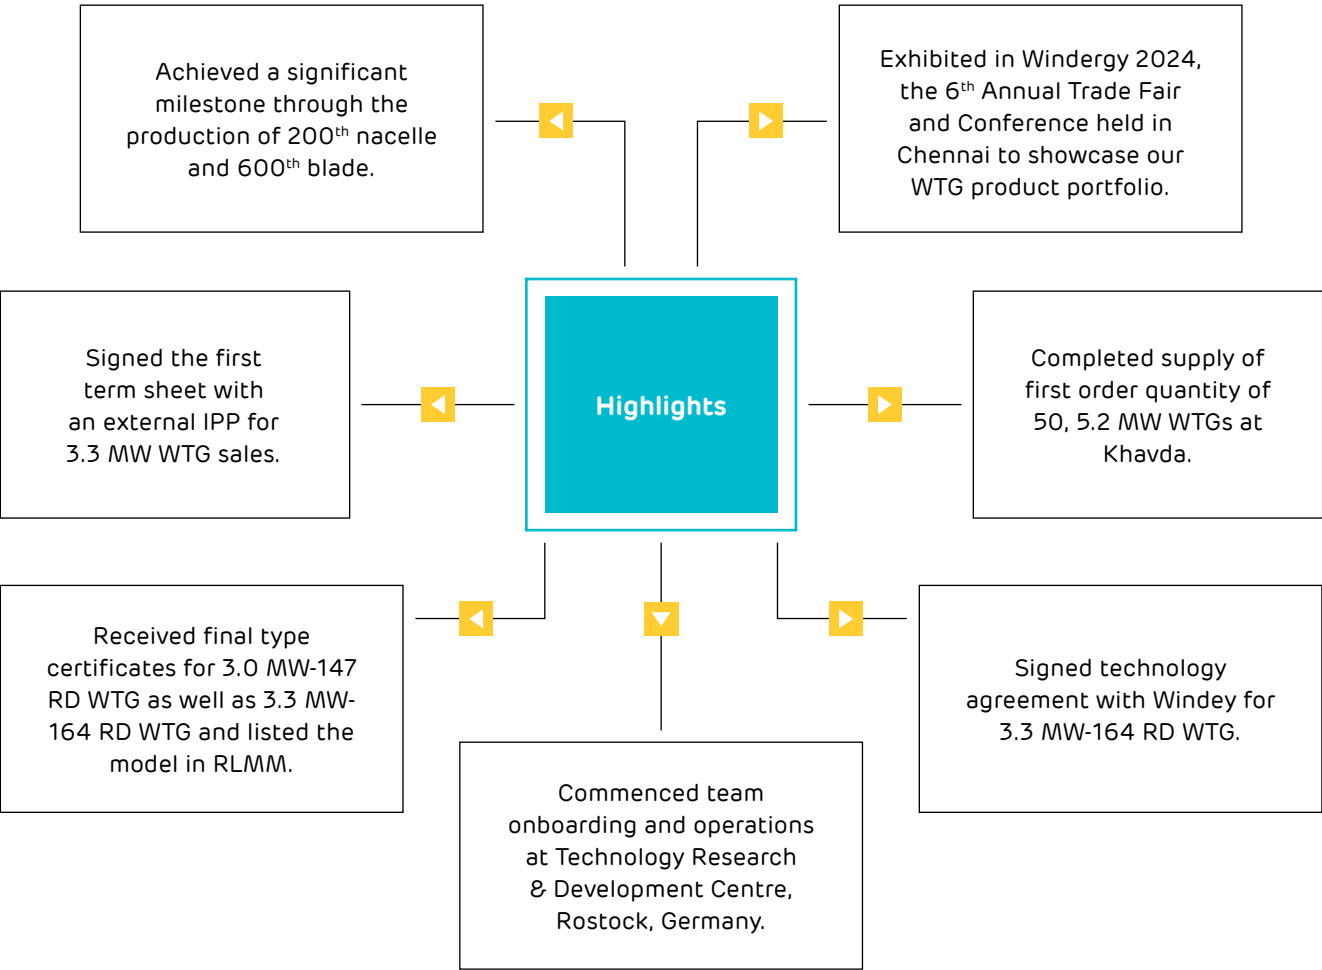 Achieved a significant
milestone through the
production of 200th nacelle
and 600th blade.
Exhibited in Windergy 2024,
the 6th Annual Trade Fair
and Conference held in
Chennai to showcase our
WTG product portfolio.
Signed the first
term sheet with
an external IPP for
3.3 MW WTG sales.
Highlights
Completed supply of
first order quantity of
50, 5.2 MW WTGs at
Khavda.
Received final type
certificates for 3.0 MW-147
RD WTG as well as 3.3 MW-
164 RD WTG and listed the
model in RLMM.
Commenced team
onboarding and operations
at Technology Research
& Development Centre,
Rostock, Germany.
Signed technology
agreement with Windey for
3.3 MW-164 RD WTG.